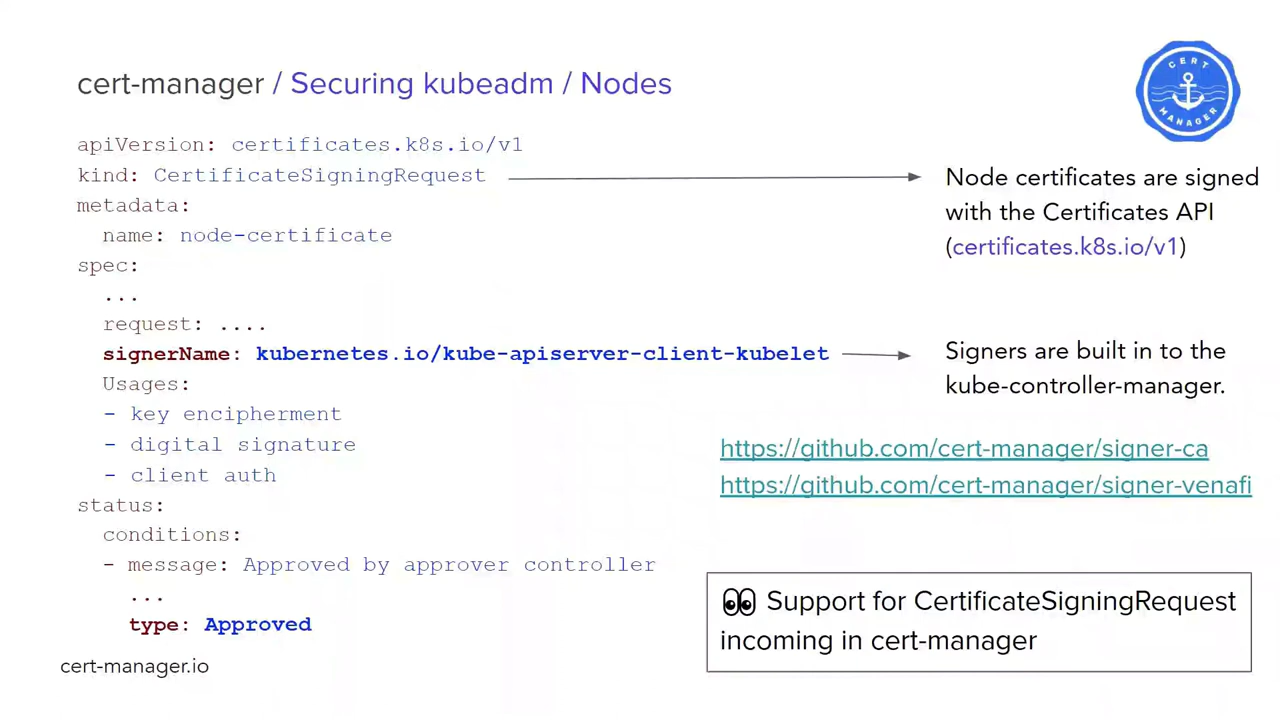 cert-manager / Securing kubeadm / Nodes
CERT
MANAGER
apiVersion: certificates.k8s.io/v1
kind: CertificateSigningRequest
metadata:
name: node-certificate
spec:
...
request: ....
signerName: kubernetes.io/kube-apiserver-client-kubelet
Usages:
- key encipherment
- digital signature
- client auth
status:
conditions:
- message: Approved by approver controller
...
type: Approved
Node certificates are signed
with the Certificates API
(certificates.k8s.io/v1)
Signers are built in to the
kube-controller-manager.
https://github.com/cert-manager/signer-ca
https://github.com/cert-manager/signer-venafi
👀 Support for CertificateSigningRequest
incoming in cert-manager
cert-manager.io